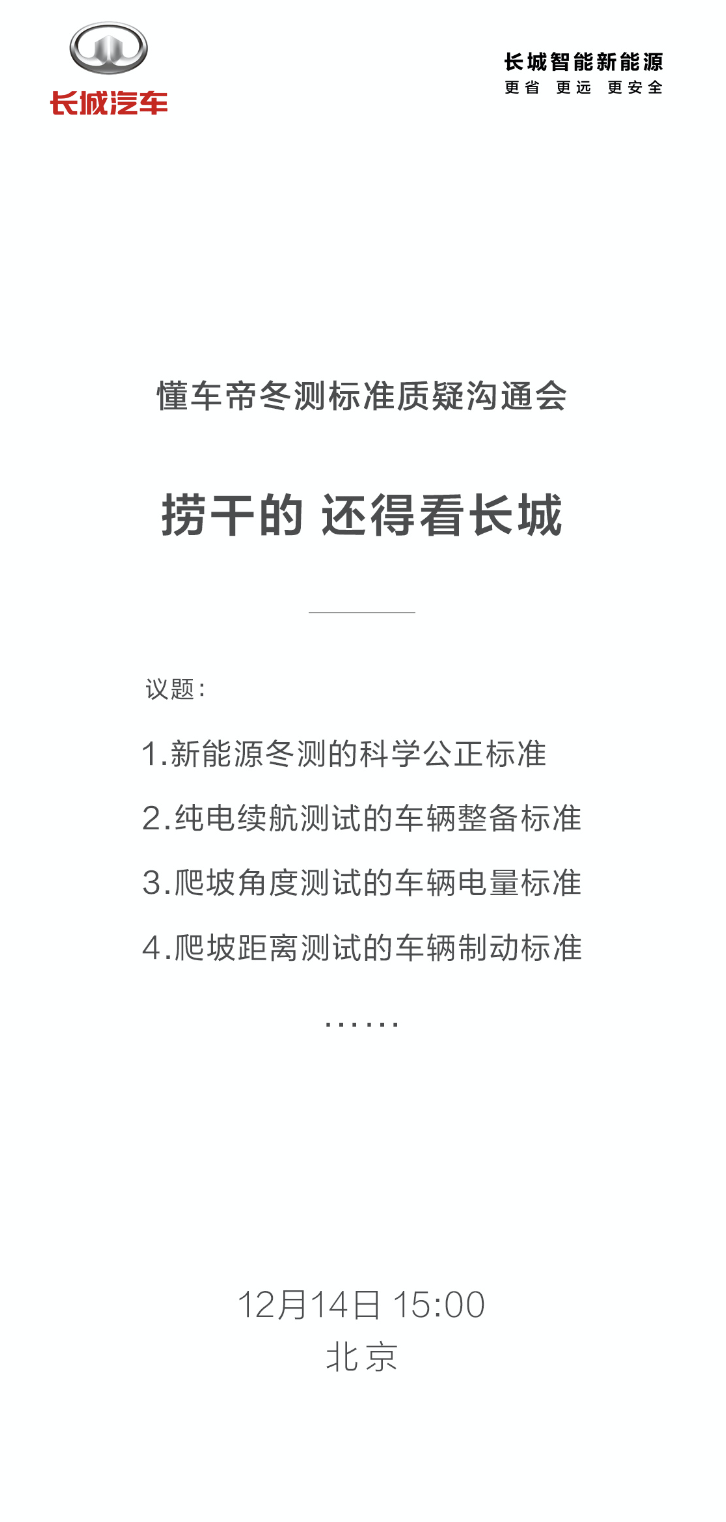 长城汽车
长城智能新能源
更省 更远 更安全
懂车帝冬测标准质疑沟通会
捞干的 还得看长城
议题：
1.新能源冬测的科学公正标准
2.纯电续航测试的车辆整备标准
3.爬坡角度测试的车辆电量标准
4.爬坡距离测试的车辆制动标准
……
12月14日 15:00
北京